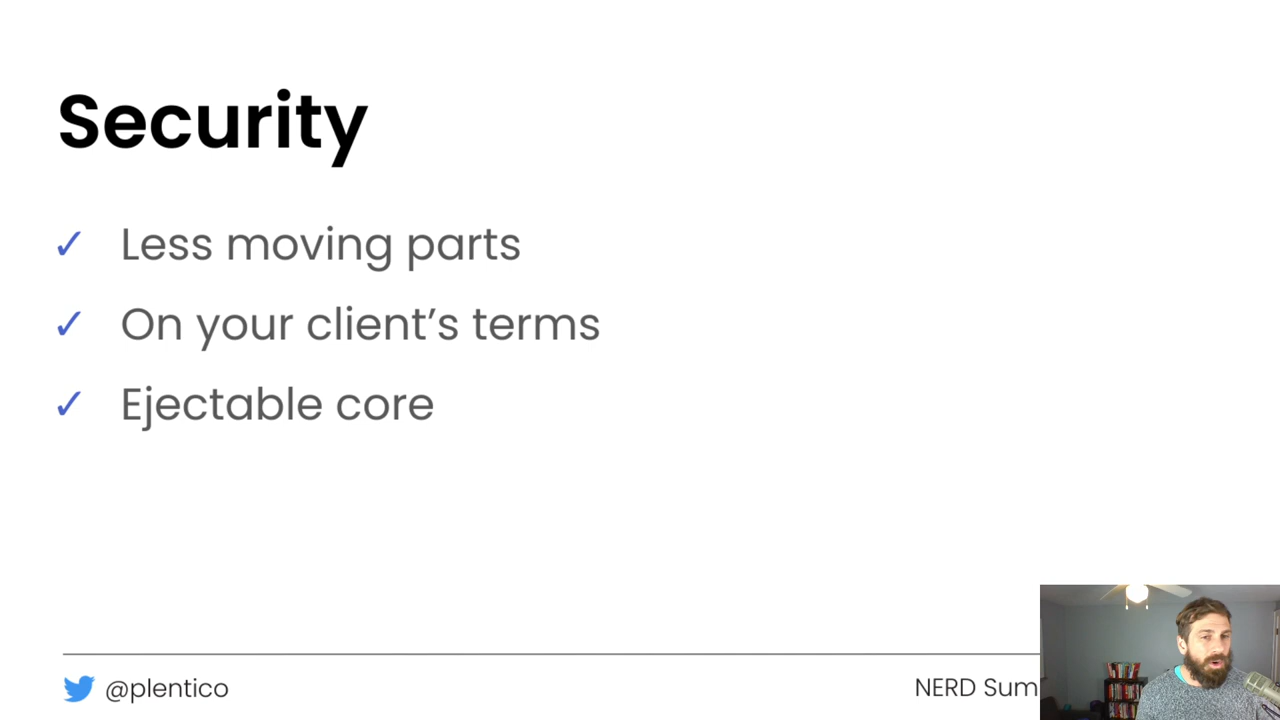 Security
✓ Less moving parts
✓ On your client’s terms
✓ Ejectable core
@plentico
NERD Sum